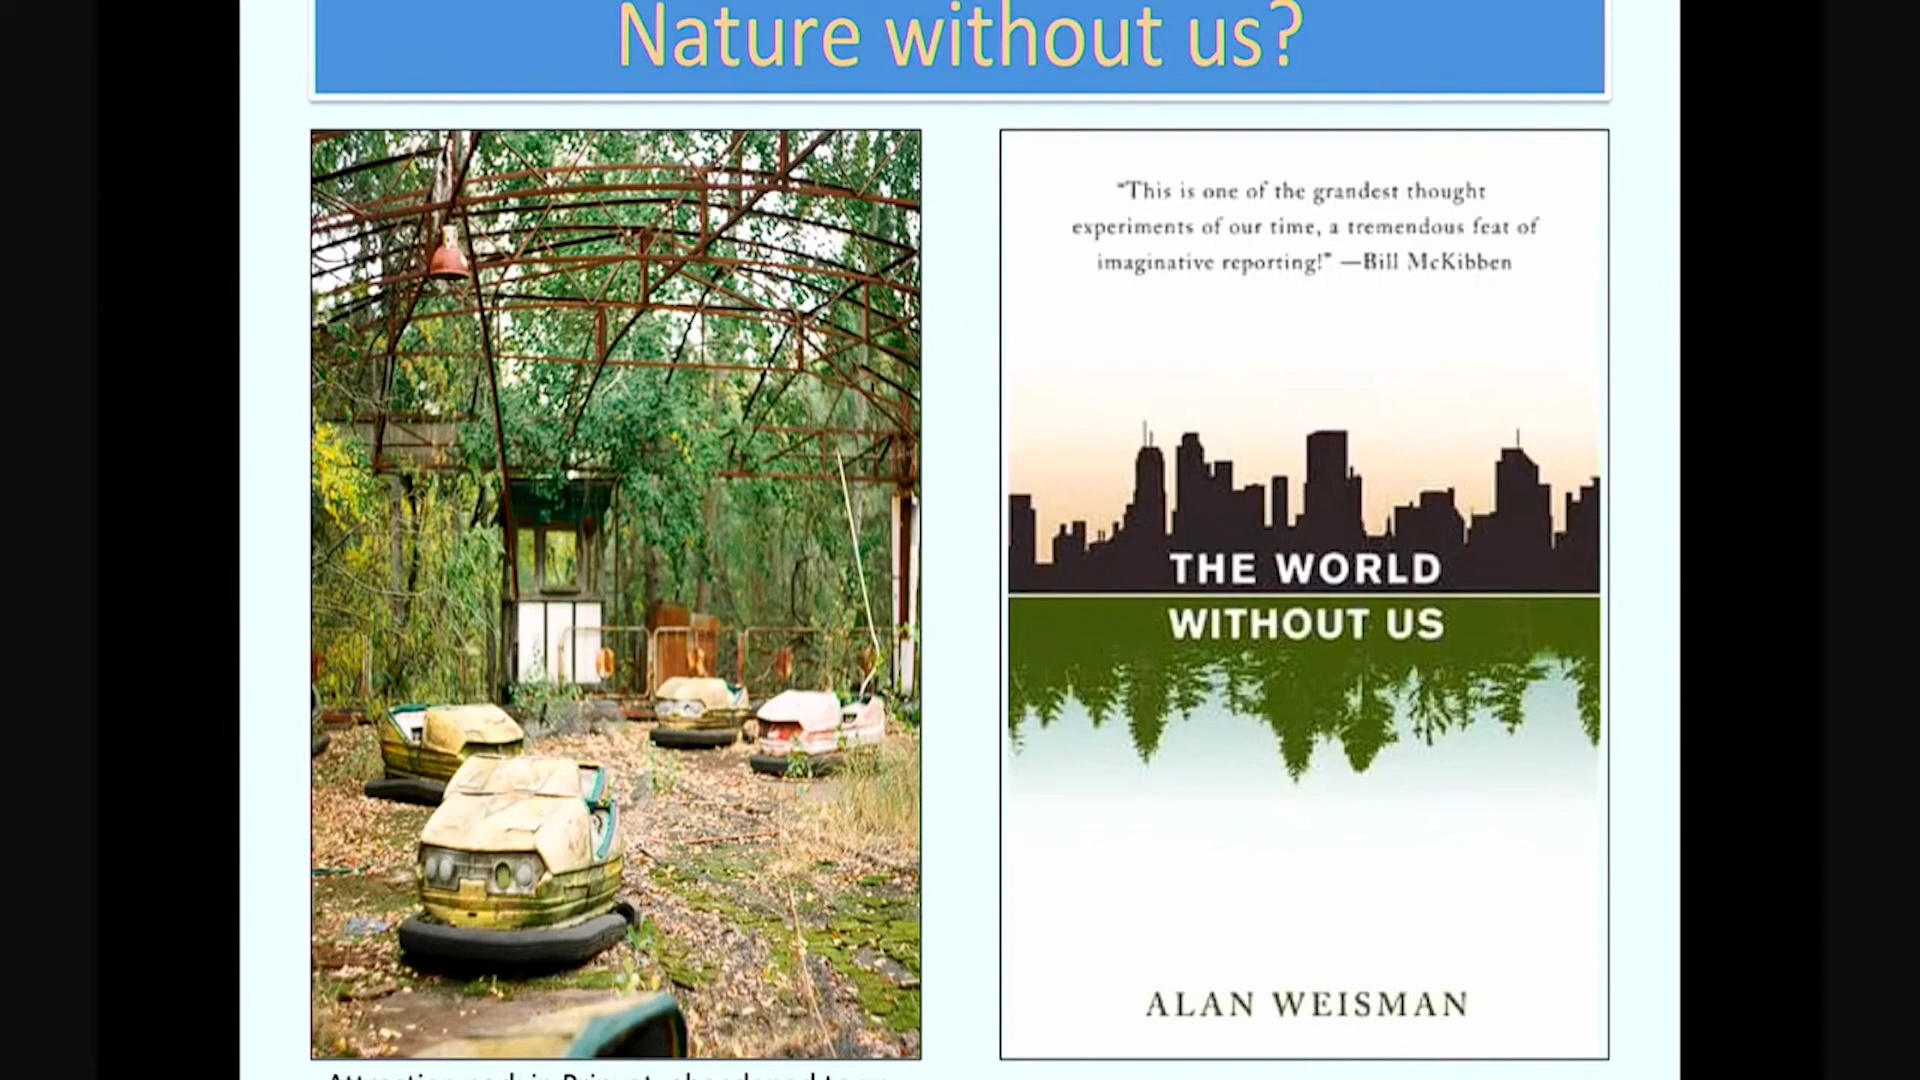 Nature without us?
"This is one of the grandest thought
experiments of our time, a tremendous feat of
imaginative reporting!" —Bill McKibben
THE WORLD
WITHOUT US
ALAN WEISMAN